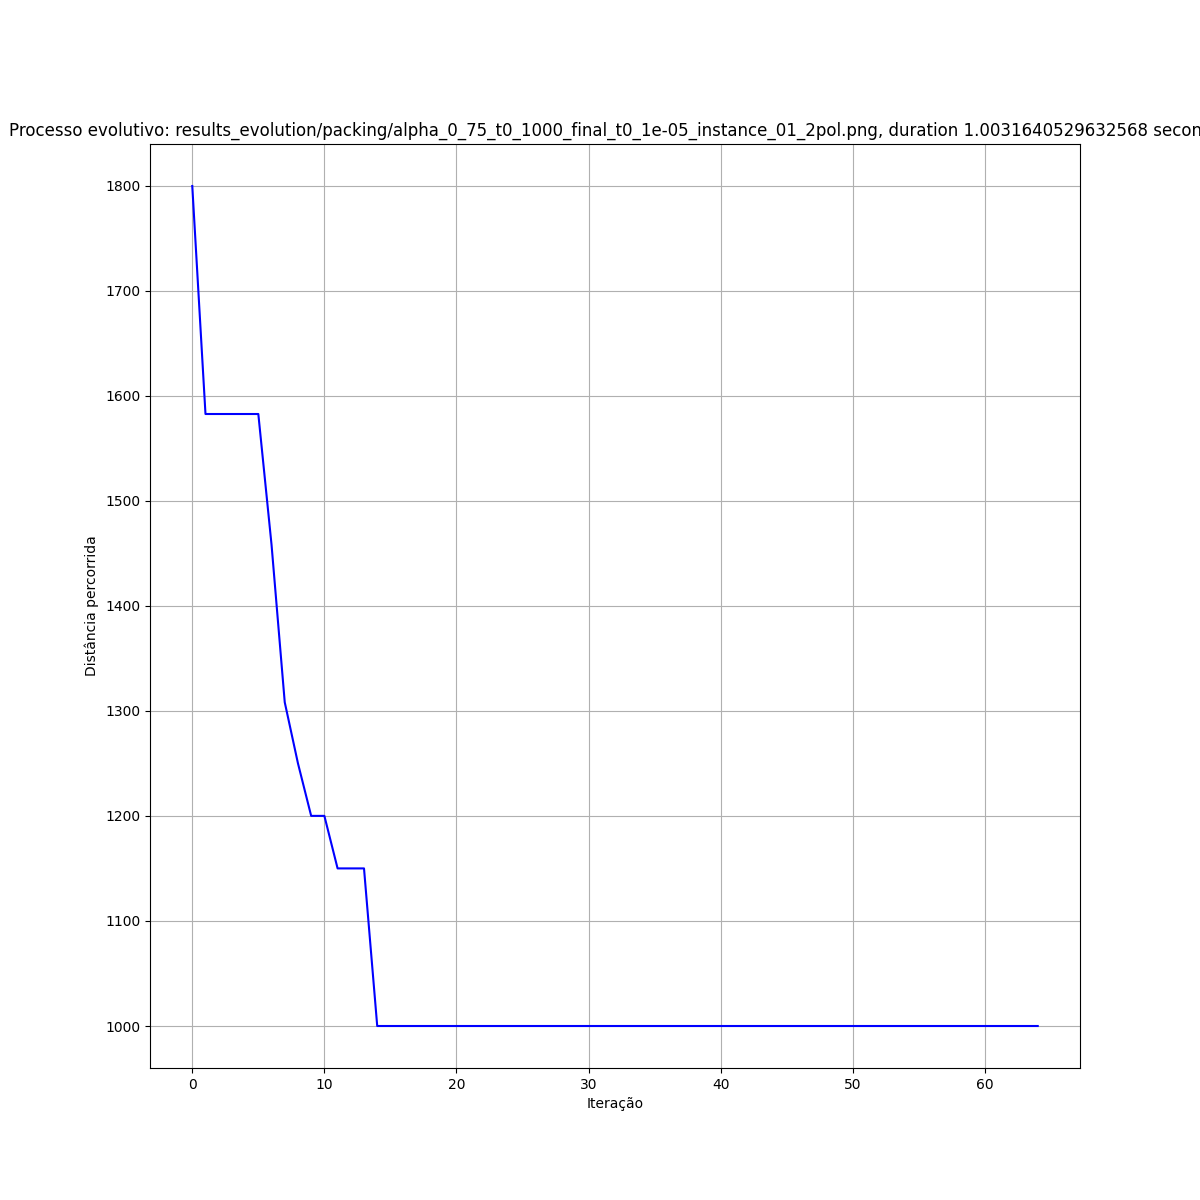 Processo evolutivo: results_evolution/packing/alpha_0_75_t0_1000_final_t0_1e-05_instance_01_2pol.png, duration 1.0031640529632568 secon
1800
1700
1600
1500
1400
1300
1200
1100
1000
Distância percorrida
0 10 20 30 40 50 60
Iteração